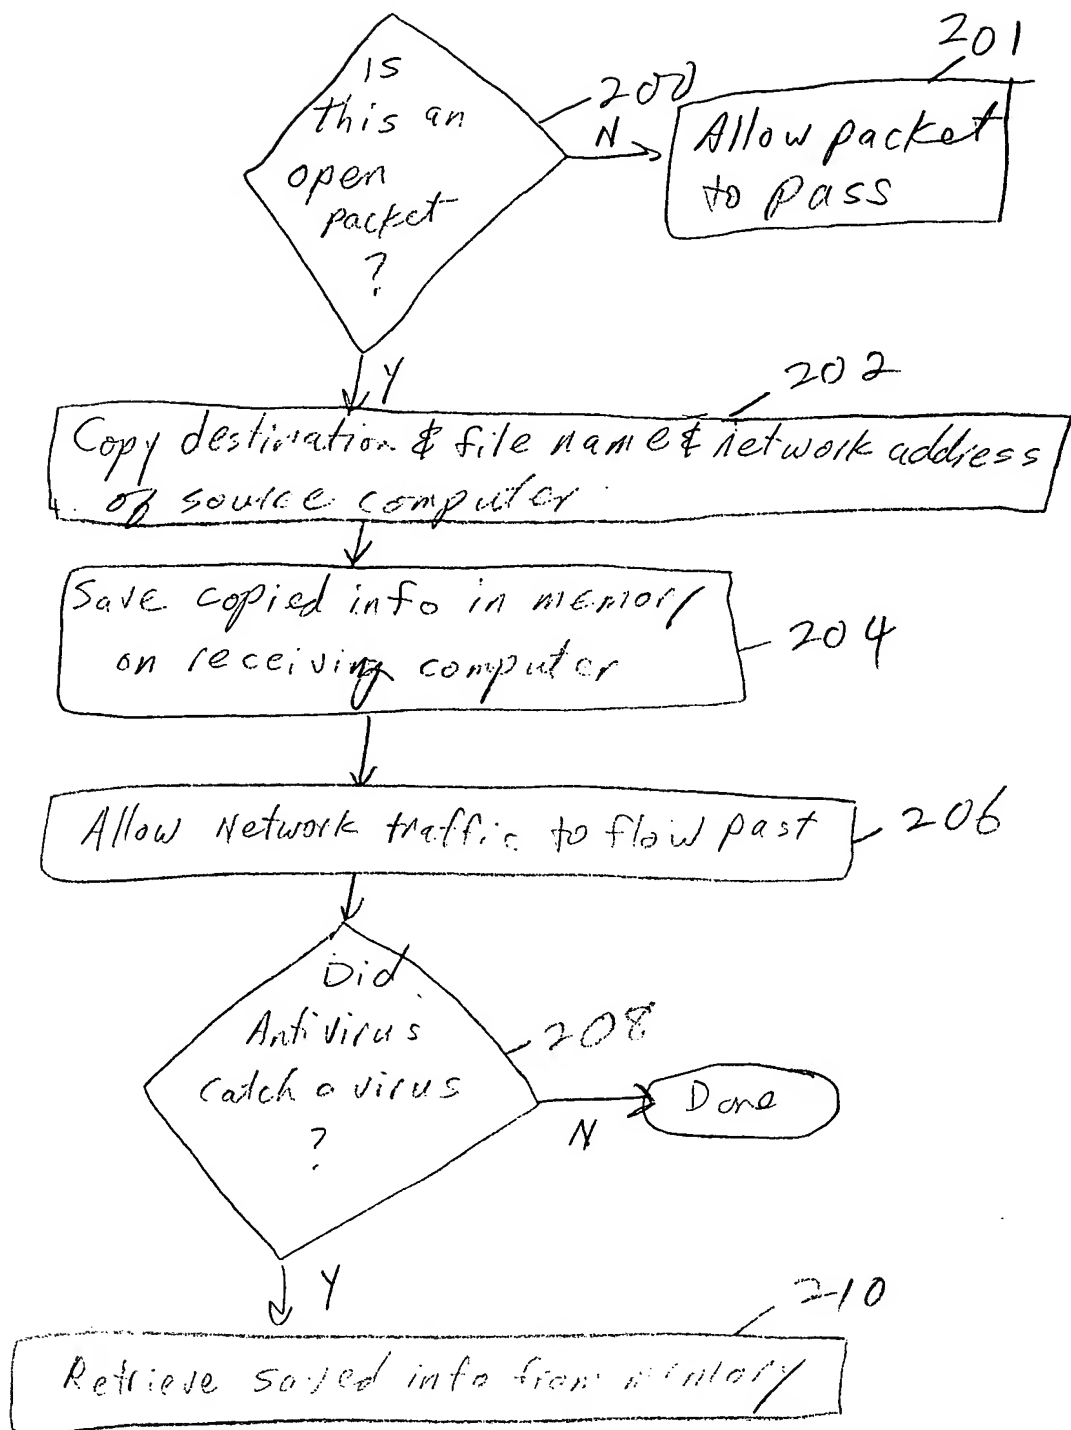 Is
this an
open
packet
?
200
N
201
Allow packet
to pass
Y
202
Copy destination & file name & network address
of source computer
Save copied info in memory
on receiving computer
204
Allow Network traffic to flow past
206
Did
Antivirus
catch a virus
?
208
N
Done
Y
210
Retrieve saved info from memory